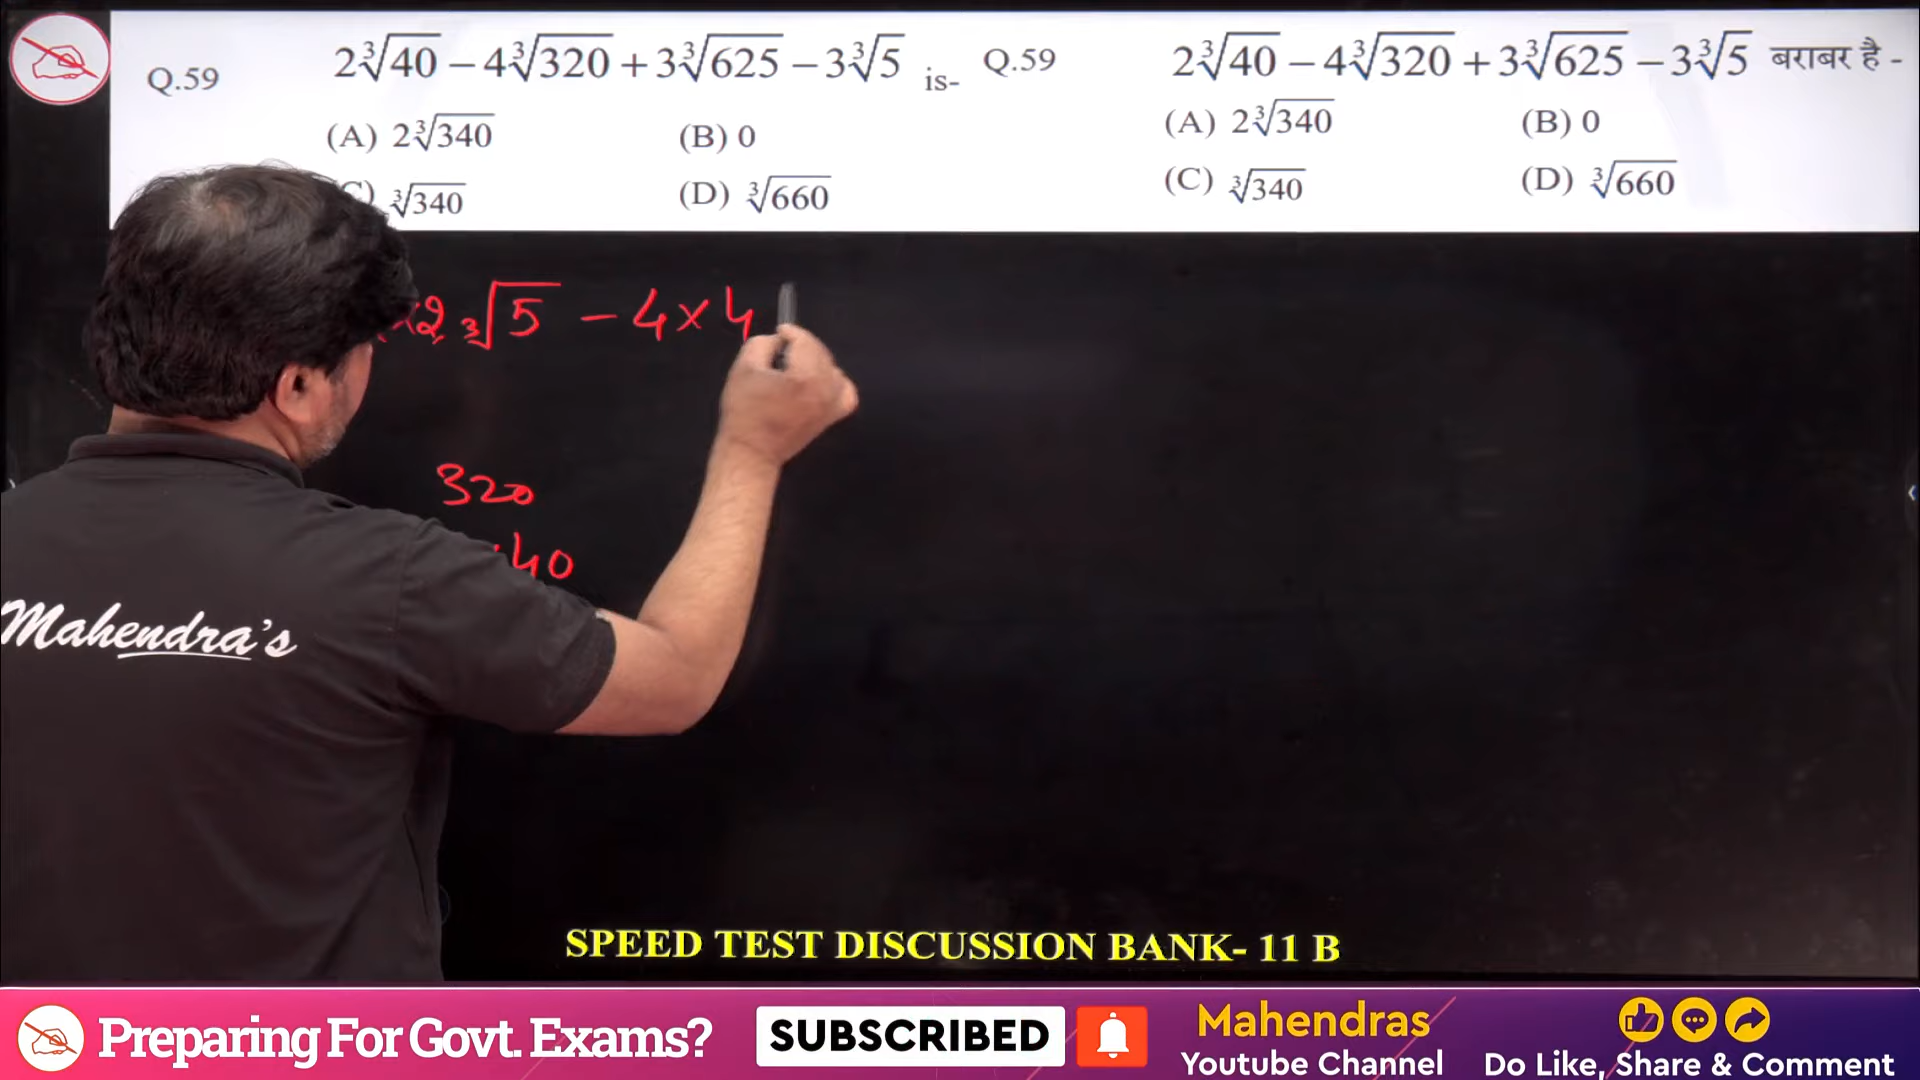 Q.59 2∛40 − 4∛320 + 3∛625 − 3∛5 is-
(A) 2∛340 (B) 0
C) ∛340 (D) ∛660
Q.59 2∛40 − 4∛320 + 3∛625 − 3∛5 बराबर है -
(A) 2∛340 (B) 0
(C) ∛340 (D) ∛660
×2 ∛5 − 4×4
320
40
Mahendra's
SPEED TEST DISCUSSION BANK- 11 B
Preparing For Govt. Exams?
SUBSCRIBED
Mahendras
Youtube Channel
Do Like, Share & Comment